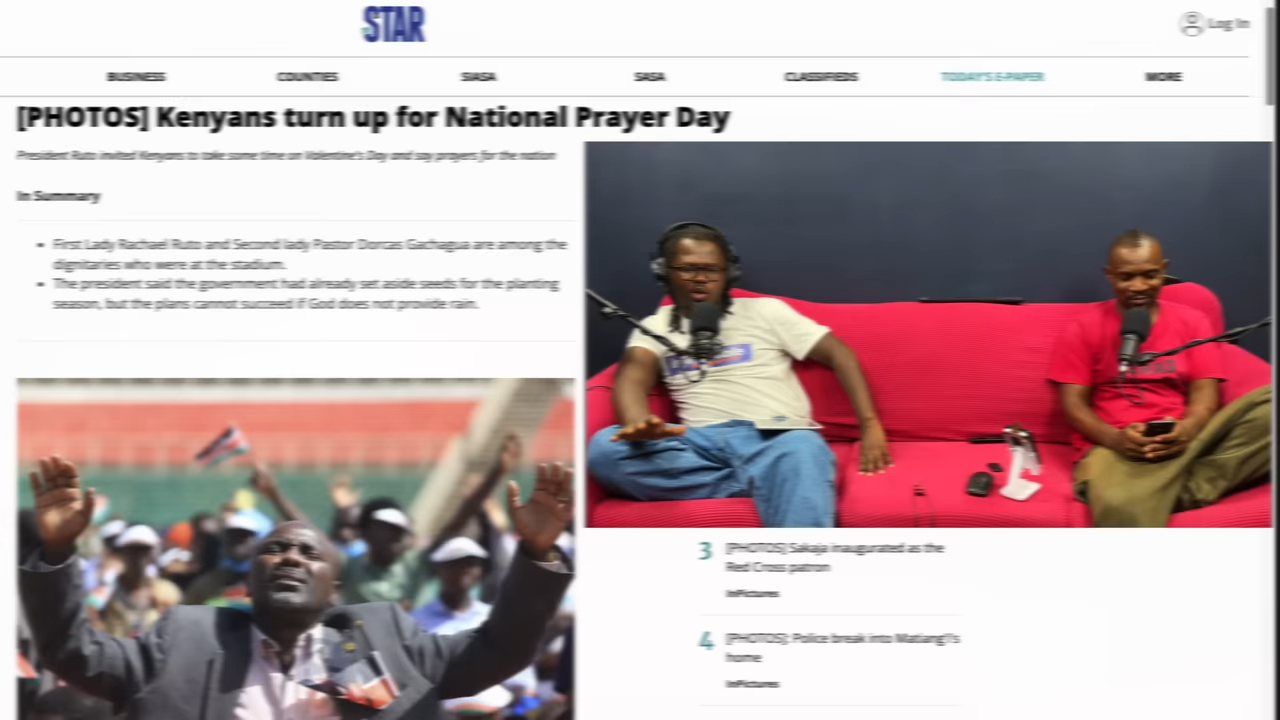 STAR
Log In
BUSINESS
COUNTIES
SIASA
SASA
CLASSIFIEDS
TODAY'S E-PAPER
MORE
[PHOTOS] Kenyans turn up for National Prayer Day
President Ruto invited Kenyans to take some time on Valentine's Day and say prayers for the nation
In Summary
First Lady Rachael Ruto and Second lady Pastor Dorcas Gachagua are among the
dignitaries who were at the stadium.
The president said the government had already set aside seeds for the planting
season, but the plans cannot succeed if God does not provide rain.
3
[PHOTOS] Sakaja inaugurated as the
Red Cross patron
InPictures
4
[PHOTOS]: Police break into Matiang'i's
home
InPictures